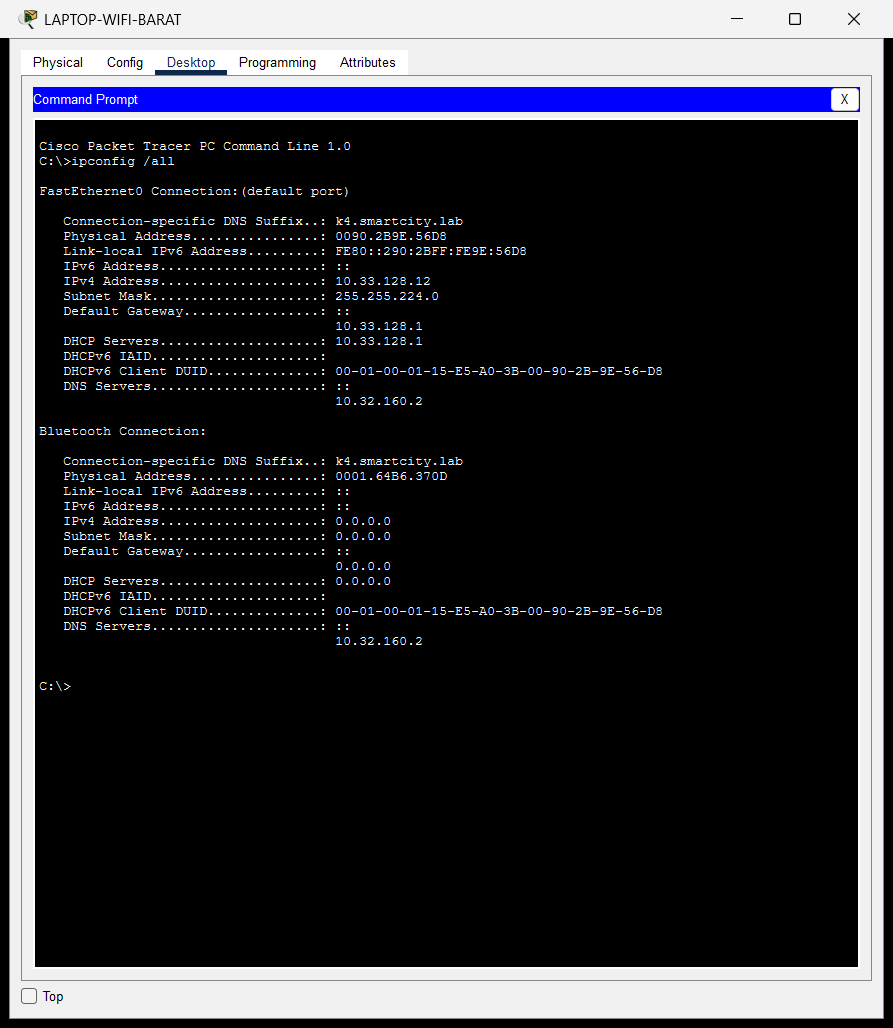 LAPTOP-WIFI-BARAT
Physical Config Desktop Programming Attributes
Command Prompt X
Cisco Packet Tracer PC Command Line 1.0
C:\>ipconfig /all
FastEthernet0 Connection:(default port)
Connection-specific DNS Suffix..: k4.smartcity.lab
Physical Address................: 0090.2B9E.56D8
Link-local IPv6 Address.........: FE80::290:2BFF:FE9E:56D8
IPv6 Address....................: ::
IPv4 Address....................: 10.33.128.12
Subnet Mask.....................: 255.255.224.0
Default Gateway.................: ::
10.33.128.1
DHCP Servers....................: 10.33.128.1
DHCPv6 IAID.....................:
DHCPv6 Client DUID..............: 00-01-00-01-15-E5-A0-3B-00-90-2B-9E-56-D8
DNS Servers.....................: ::
10.32.160.2
Bluetooth Connection:
Connection-specific DNS Suffix..: k4.smartcity.lab
Physical Address................: 0001.64B6.370D
Link-local IPv6 Address.........: ::
IPv6 Address....................: ::
IPv4 Address....................: 0.0.0.0
Subnet Mask.....................: 0.0.0.0
Default Gateway.................: ::
0.0.0.0
DHCP Servers....................: 0.0.0.0
DHCPv6 IAID.....................:
DHCPv6 Client DUID..............: 00-01-00-01-15-E5-A0-3B-00-90-2B-9E-56-D8
DNS Servers.....................: ::
10.32.160.2
C:\>
Top